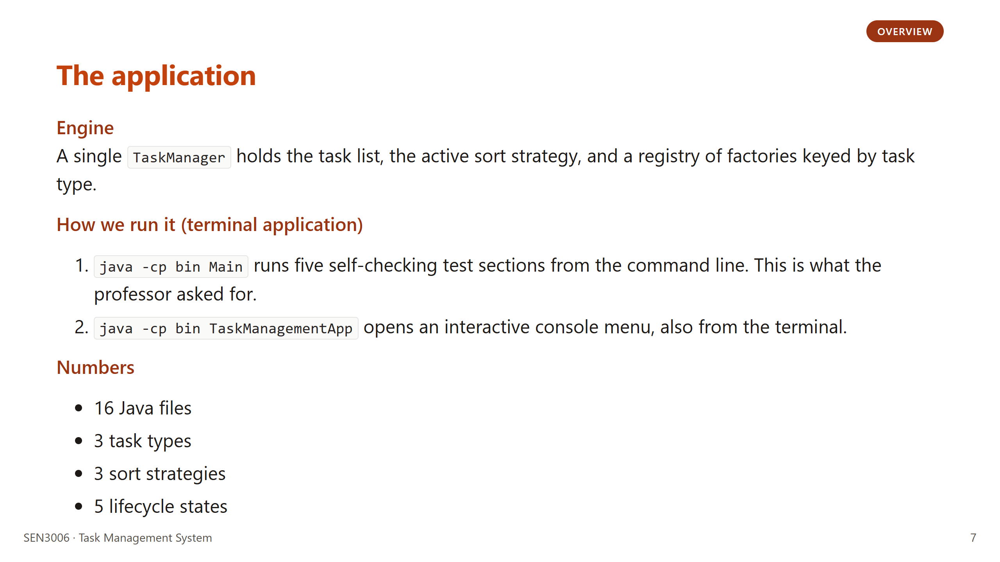 OVERVIEW
The application
Engine
A single TaskManager holds the task list, the active sort strategy, and a registry of factories keyed by task
type.
How we run it (terminal application)
1. java -cp bin Main runs five self-checking test sections from the command line. This is what the
professor asked for.
2. java -cp bin TaskManagementApp opens an interactive console menu, also from the terminal.
Numbers
• 16 Java files
• 3 task types
• 3 sort strategies
• 5 lifecycle states
SEN3006 · Task Management System
7